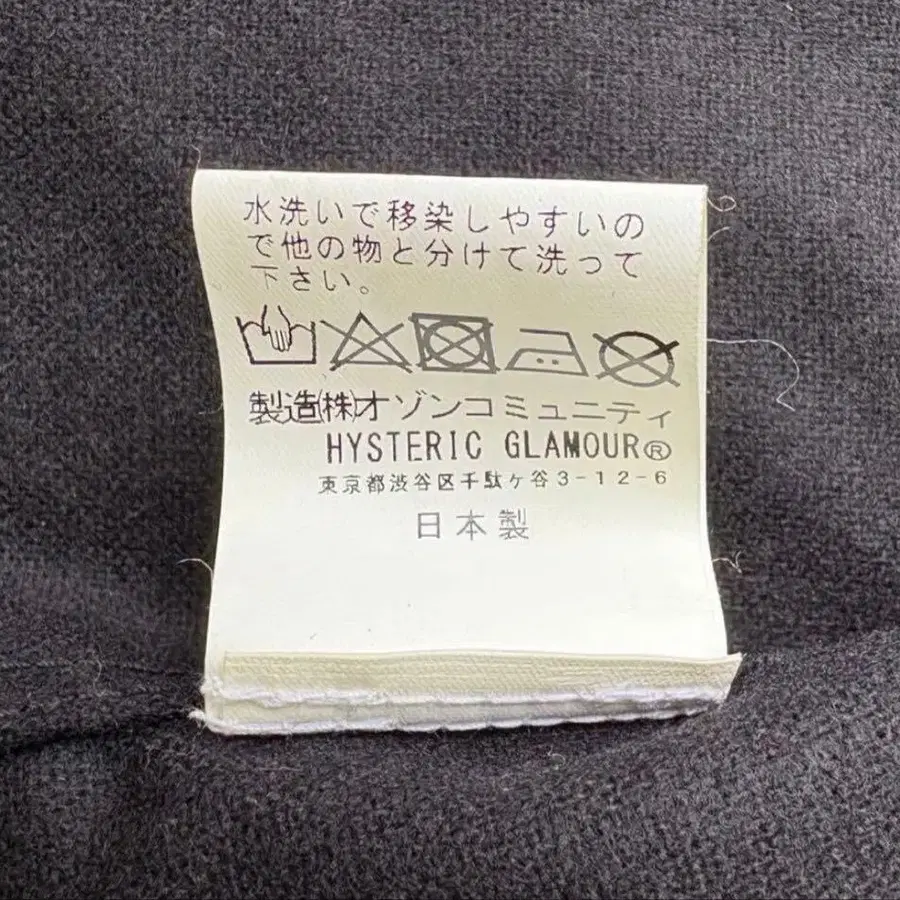 水洗いで移染しやすいの
で他の物と分けて洗って
下さい。
製造(株)オゾンコミュニティ
HYSTERIC GLAMOUR®
東京都渋谷区千駄ヶ谷3-12-6
日本製